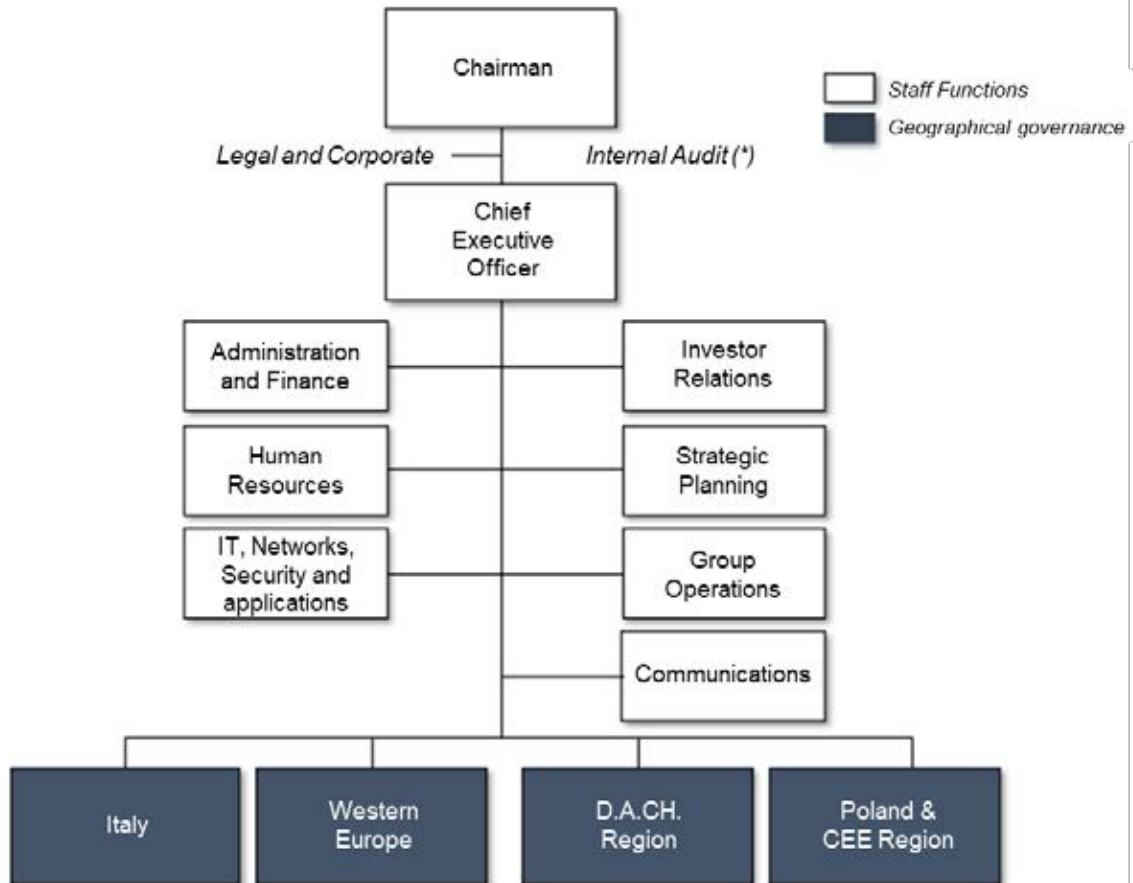 Chairman
Staff Functions
Geographical governance
Legal and Corporate
Internal Audit (*)
Chief
Executive
Officer
Administration
and Finance
Investor
Relations
Human
Resources
Strategic
Planning
IT, Networks,
Security and
applications
Group
Operations
Communications
Italy
Western
Europe
D.A.CH.
Region
Poland &
CEE Region